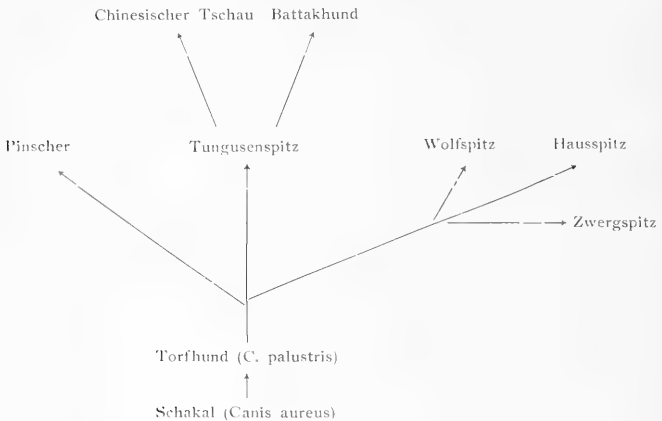 Chinesischer Tschau Battakhund
Pinscher Tungusenspitz Wolfspitz Hausspitz
Zwergspitz
Torfhund (C. palustris)
Schakal (Canis aureus)